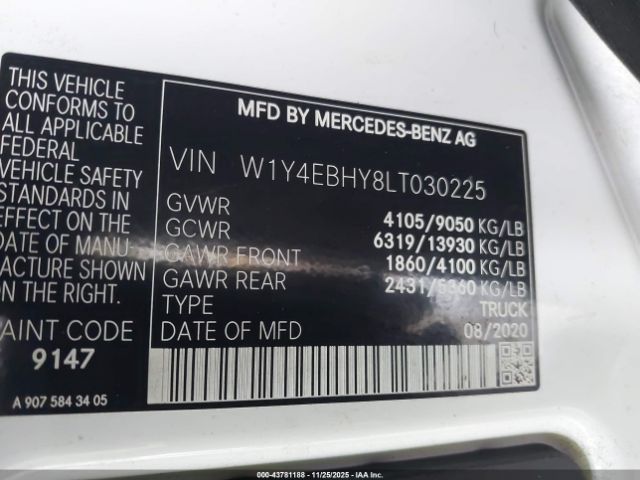 THIS VEHICLE
CONFORMS TO
ALL APPLICABLE
FEDERAL
VEHICLE SAFETY
STANDARDS IN
EFFECT ON THE
DATE OF MANU
FACTURE SHOWN
ON THE RIGHT.
AINT CODE
9147
A 907 584 34 05
MFD BY MERCEDES-BENZ AG
VIN W1Y4EBHY8LT030225
GVWR 4105/9050 KG/LB
GCWR 6319/13930 KG/LB
GAWR FRONT 1860/4100 KG/LB
GAWR REAR 2431/5360 KG/LB
TYPE TRUCK
DATE OF MFD 08/2020
000-43781188 11/25/2025 - IAA Inc.